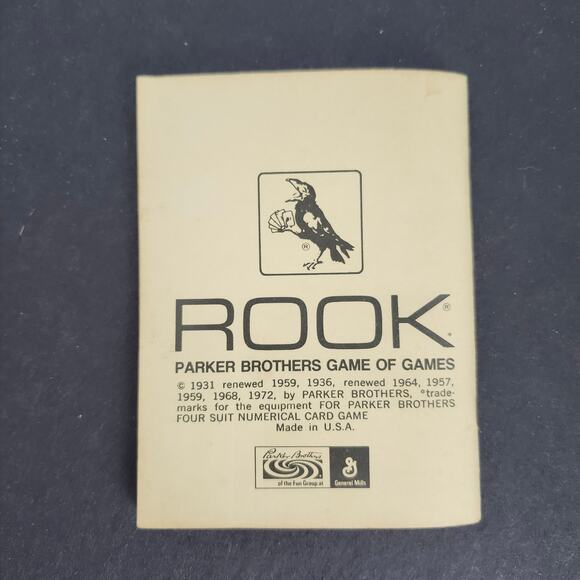 ®
ROOK®
PARKER BROTHERS GAME OF GAMES
© 1931 renewed 1959, 1936, renewed 1964, 1957,
1959, 1968, 1972, by PARKER BROTHERS, °trade-
marks for the equipment FOR PARKER BROTHERS
FOUR SUIT NUMERICAL CARD GAME
Made in U.S.A.
Parker Brothers
of the Fun Group at
G
General Mills